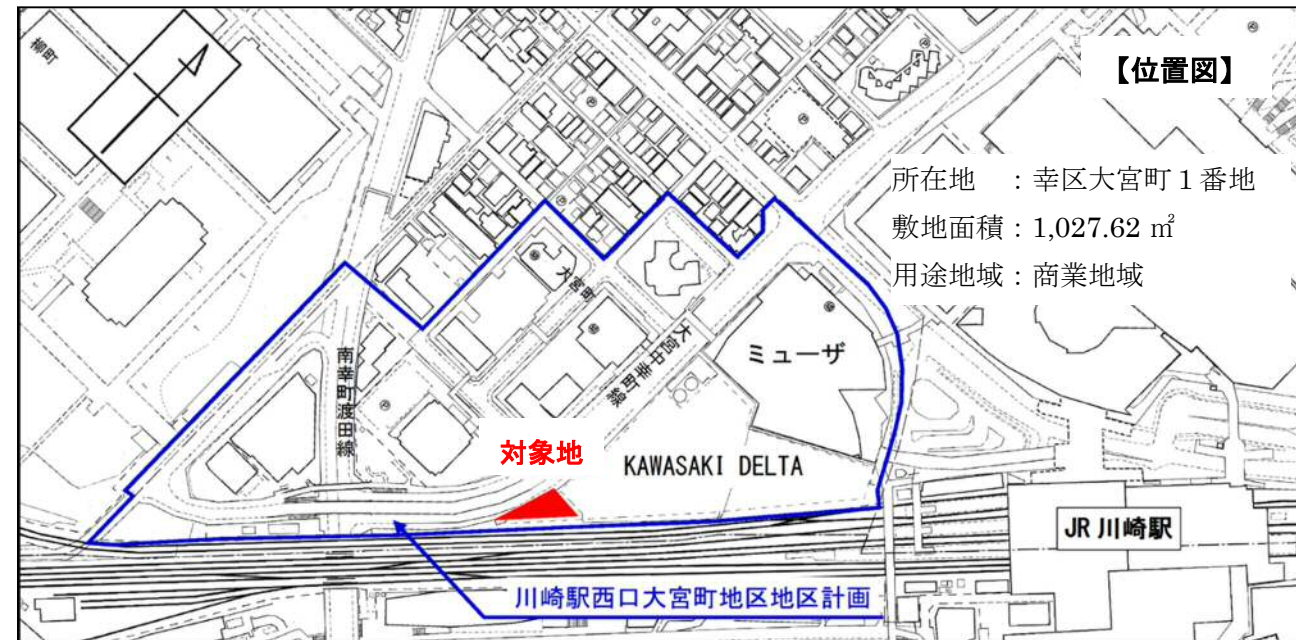 柳町
【位置図】
所在地 ：幸区大宮町１番地
敷地面積：1,027.62 ㎡
用途地域：商業地域
大宮町
大宮中幸町線
ミューザ
南幸町渡田線
対象地
KAWASAKI DELTA
JR 川崎駅
川崎駅西口大宮町地区地区計画